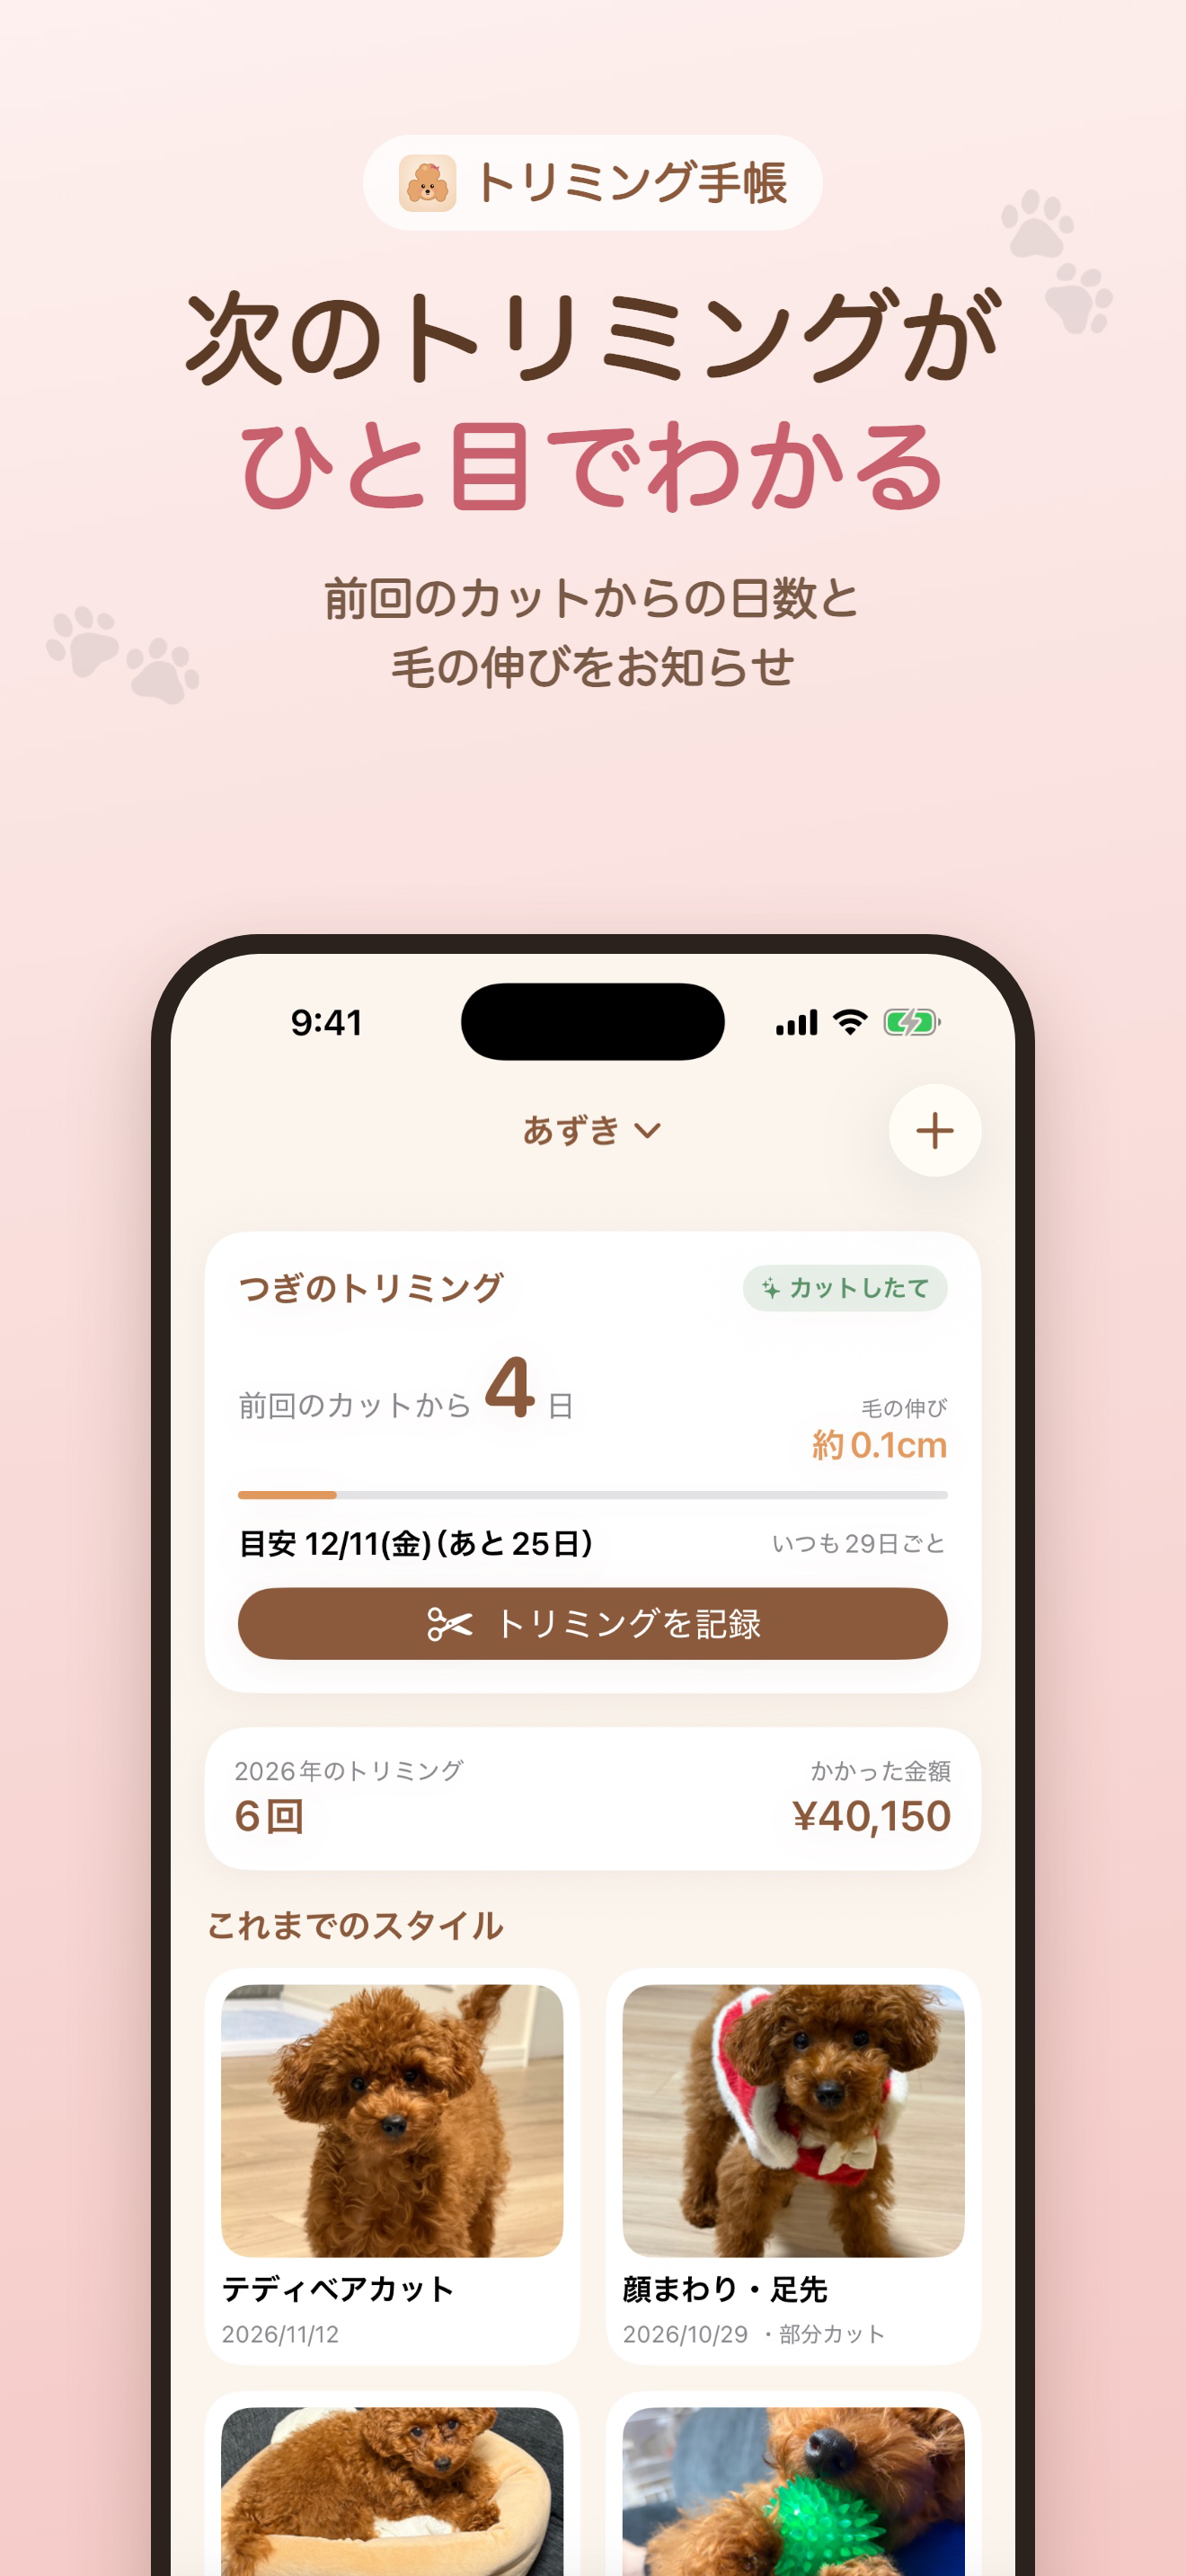 トリミング手帳
次のトリミングが
ひと目でわかる
前回のカットからの日数と
毛の伸びをお知らせ
9:41
あずき
つぎのトリミング
カットしたて
前回のカットから 4 日
毛の伸び
約0.1cm
目安 12/11(金)(あと25日)
いつも29日ごと
トリミングを記録
2026年のトリミング
かかった金額
6回
¥40,150
これまでのスタイル
テディベアカット
2026/11/12
顔まわり・足先
2026/10/29 ・部分カット